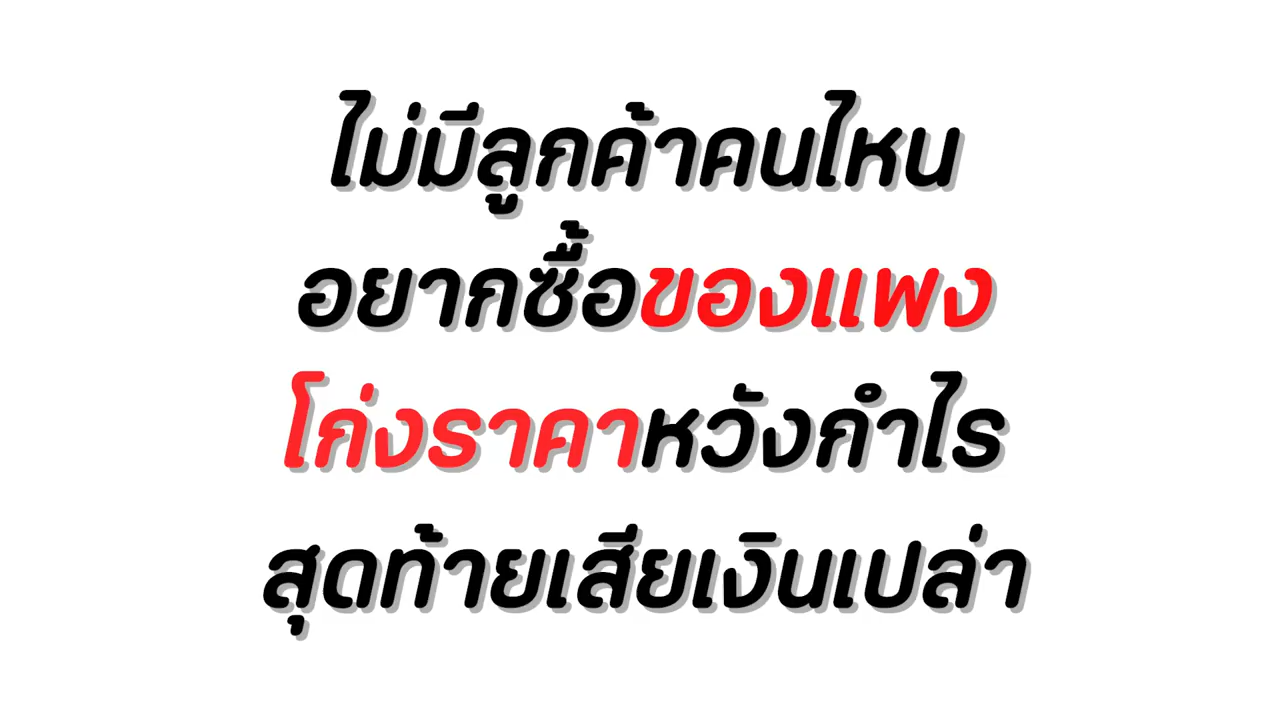 ไม่มีลูกค้าคนไหน
อยากซื้อของแพง
โก่งราคาหวังกำไร
สุดท้ายเสียเงินเปล่า